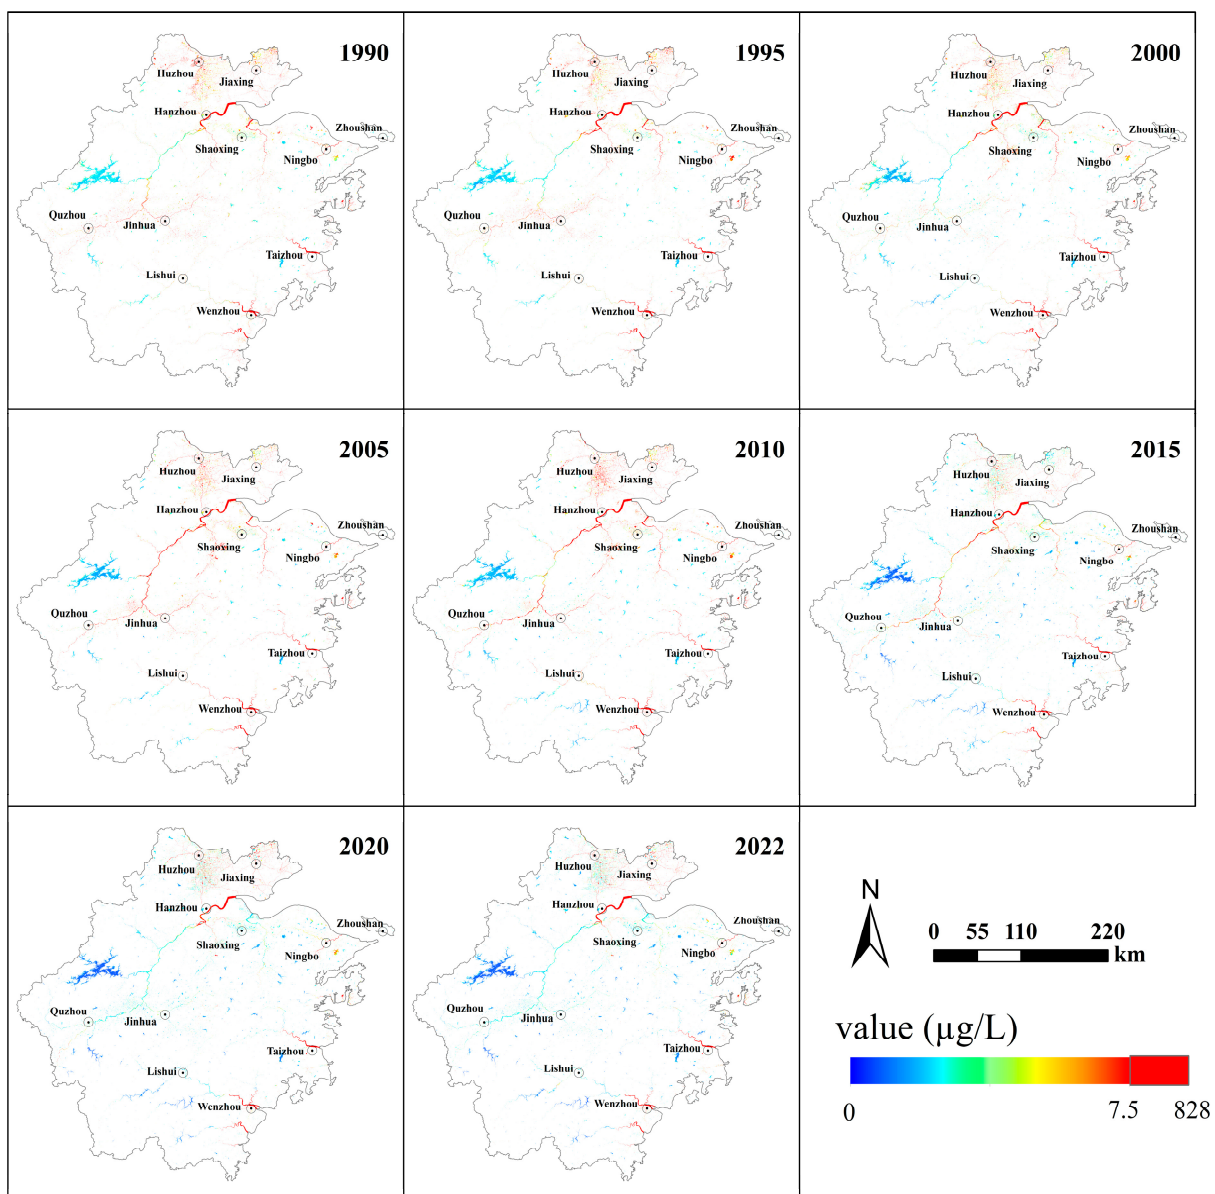 1990
Huzhou
Jiaxing
Hanzhou
Zhoushan
Shaoxing
Ningbo
Quzhou
Jinhua
Taizhou
Lishui
Wenzhou
1995
Huzhou
Jiaxing
Hanzhou
Zhoushan
Shaoxing
Ningbo
Quzhou
Jinhua
Taizhou
Lishui
Wenzhou
2000
Huzhou
Jiaxing
Hanzhou
Zhoushan
Shaoxing
Ningbo
Quzhou
Jinhua
Taizhou
Lishui
Wenzhou
2005
Huzhou
Jiaxing
Hanzhou
Zhoushan
Shaoxing
Ningbo
Quzhou
Jinhua
Taizhou
Lishui
Wenzhou
2010
Huzhou
Jiaxing
Hanzhou
Zhoushan
Shaoxing
Ningbo
Quzhou
Jinhua
Taizhou
Lishui
Wenzhou
2015
Huzhou
Jiaxing
Hanzhou
Zhoushan
Shaoxing
Ningbo
Quzhou
Jinhua
Taizhou
Lishui
Wenzhou
2020
Huzhou
Jiaxing
Hanzhou
Zhoushan
Shaoxing
Ningbo
Quzhou
Jinhua
Taizhou
Lishui
Wenzhou
2022
Huzhou
Jiaxing
Hanzhou
Zhoushan
Shaoxing
Ningbo
Quzhou
Jinhua
Taizhou
Lishui
Wenzhou
N
0 55 110 220
km
value (µg/L)
0 7.5 828